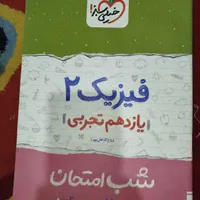 خیلی سبز
فیزیک ۲
یازدهم تجربی
شب امتحان